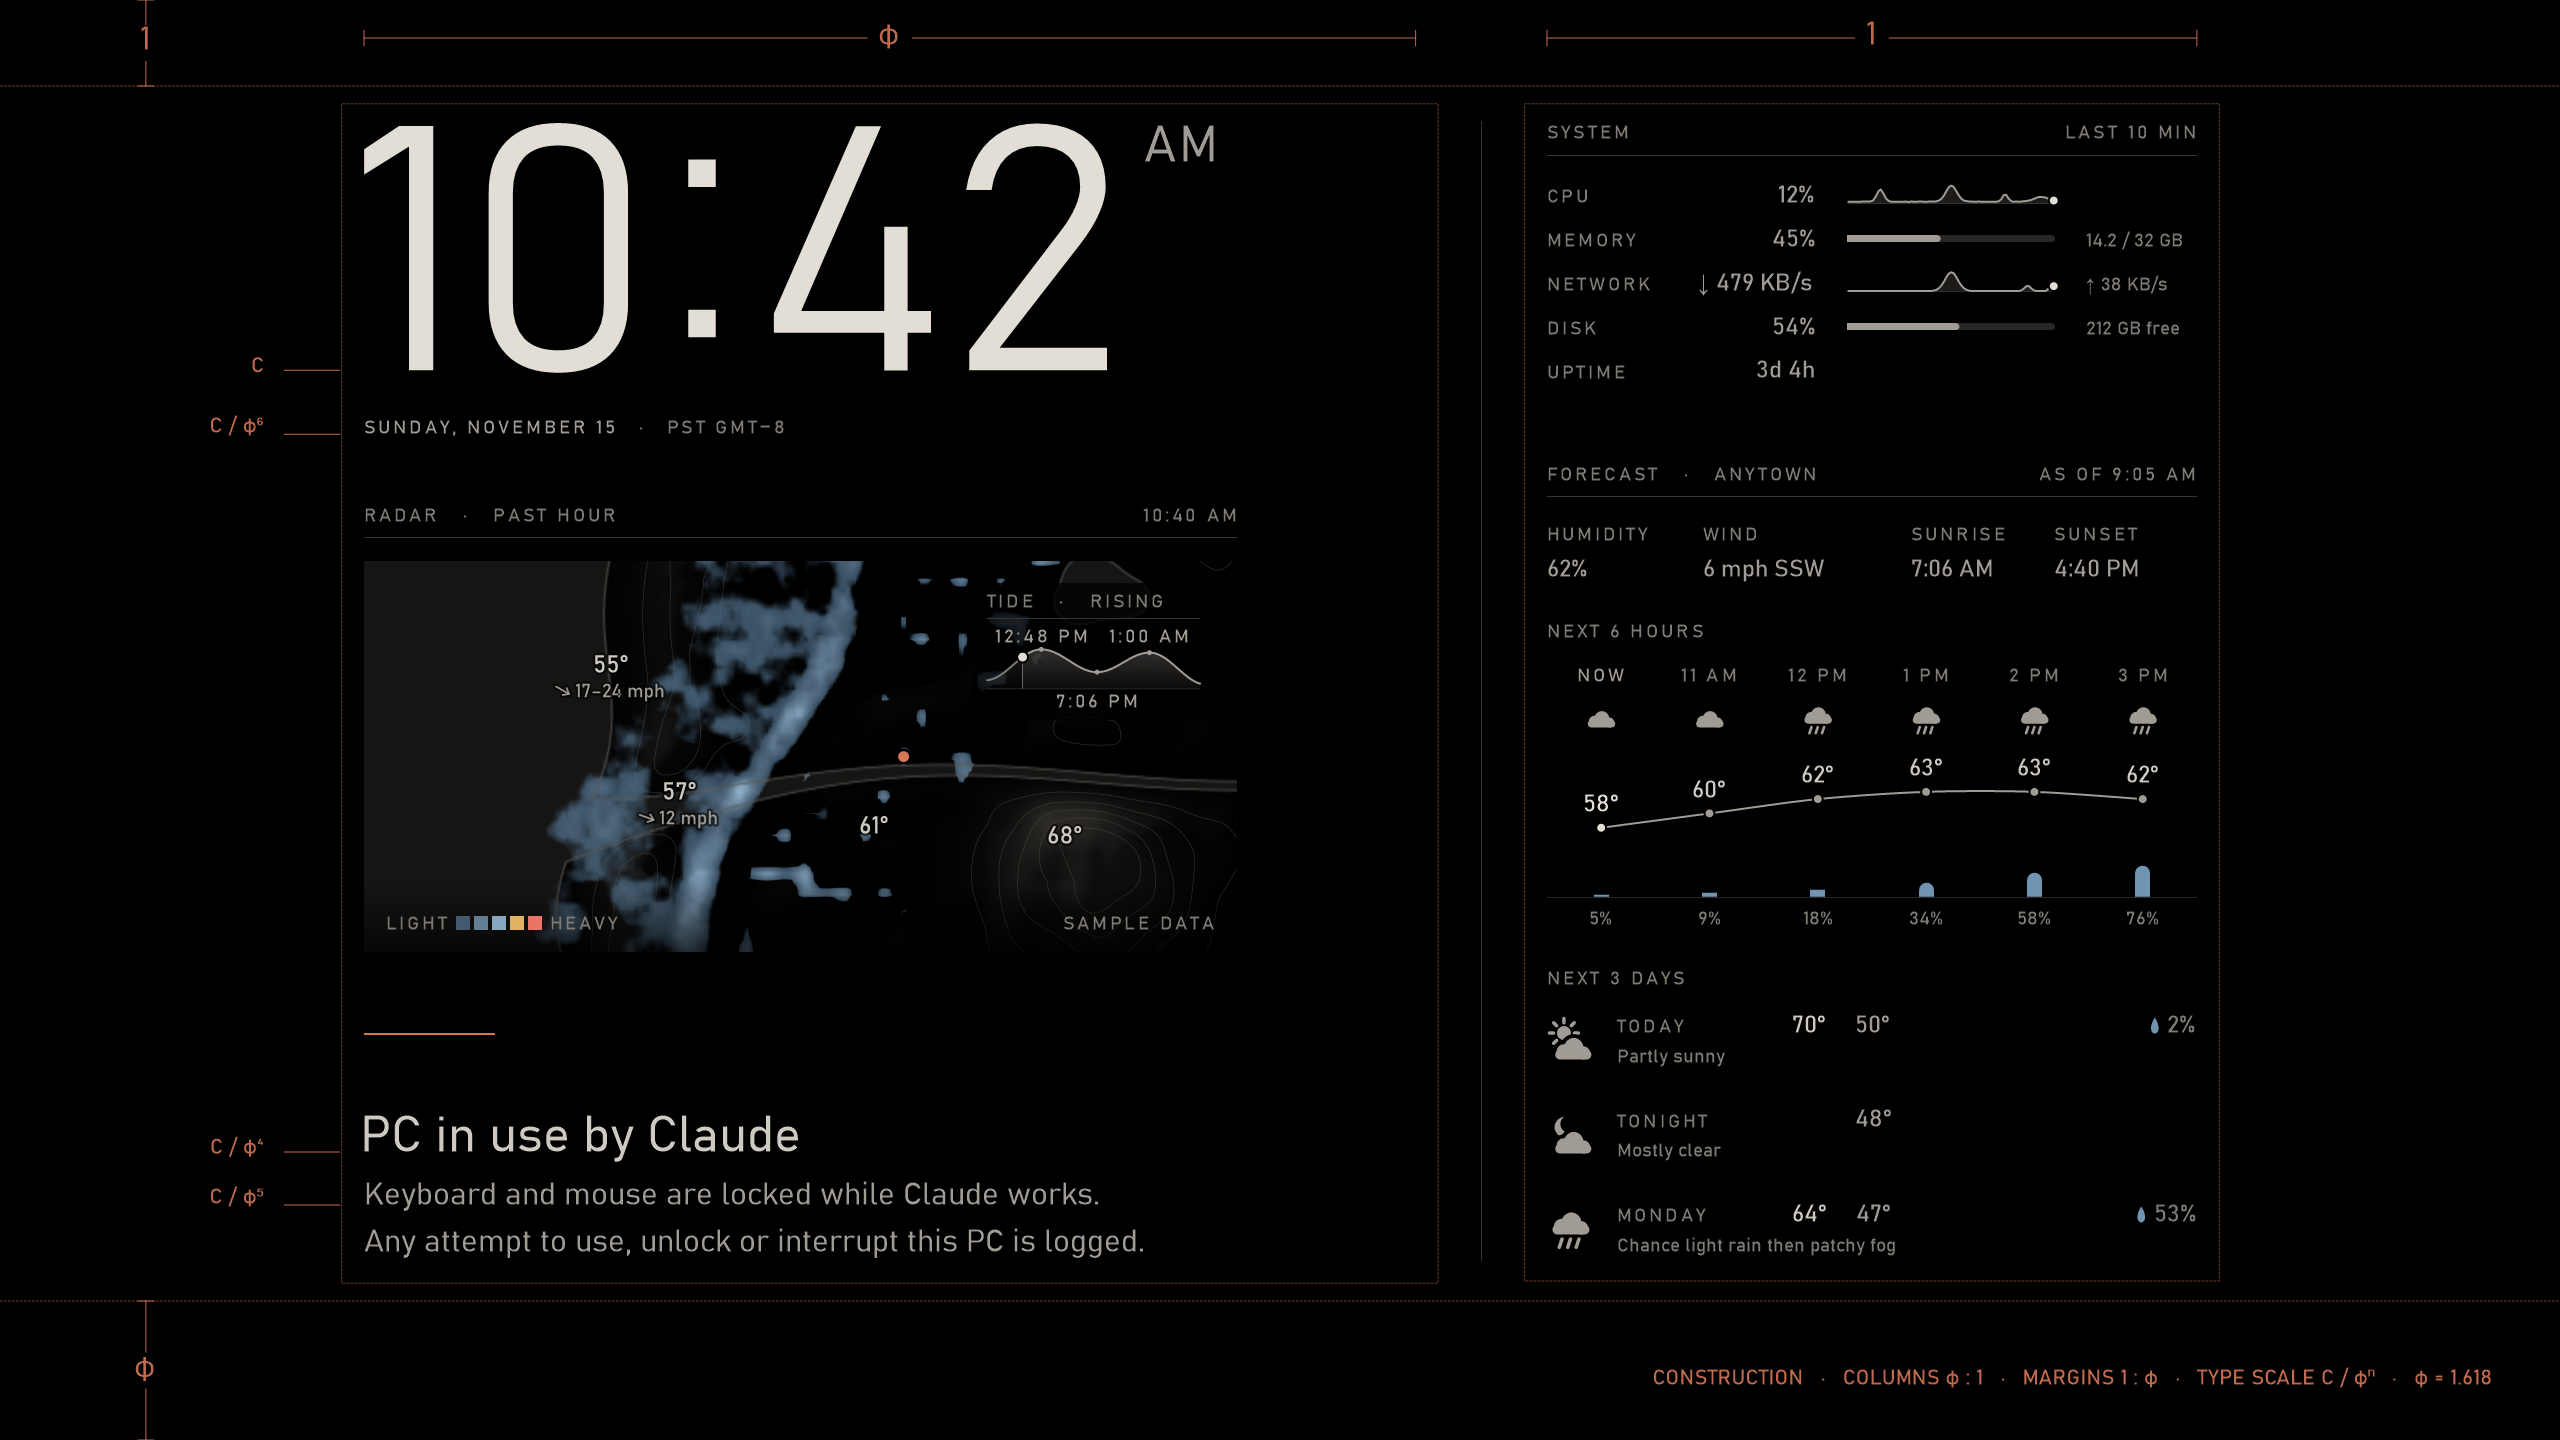 1
ϕ
1
10:42 AM
C
C / ϕ⁶
SUNDAY, NOVEMBER 15 · PST GMT−8
RADAR · PAST HOUR
10:40 AM
TIDE · RISING
12:48 PM 1:00 AM
7:06 PM
55°
17–24 mph
57°
12 mph
61°
68°
LIGHT HEAVY
SAMPLE DATA
C / ϕ⁴
PC in use by Claude
C / ϕ⁵
Keyboard and mouse are locked while Claude works.
Any attempt to use, unlock or interrupt this PC is logged.
SYSTEM LAST 10 MIN
CPU 12%
MEMORY 45% 14.2 / 32 GB
NETWORK ↓ 479 KB/s ↑ 38 KB/s
DISK 54% 212 GB free
UPTIME 3d 4h
FORECAST · ANYTOWN AS OF 9:05 AM
HUMIDITY WIND SUNRISE SUNSET
62% 6 mph SSW 7:06 AM 4:40 PM
NEXT 6 HOURS
NOW 11 AM 12 PM 1 PM 2 PM 3 PM
58° 60° 62° 63° 63° 62°
5% 9% 18% 34% 58% 76%
NEXT 3 DAYS
TODAY 70° 50° 2%
Partly sunny
TONIGHT 48°
Mostly clear
MONDAY 64° 47° 53%
Chance light rain then patchy fog
ϕ
CONSTRUCTION · COLUMNS ϕ : 1 · MARGINS 1 : ϕ · TYPE SCALE C / ϕⁿ · ϕ = 1.618